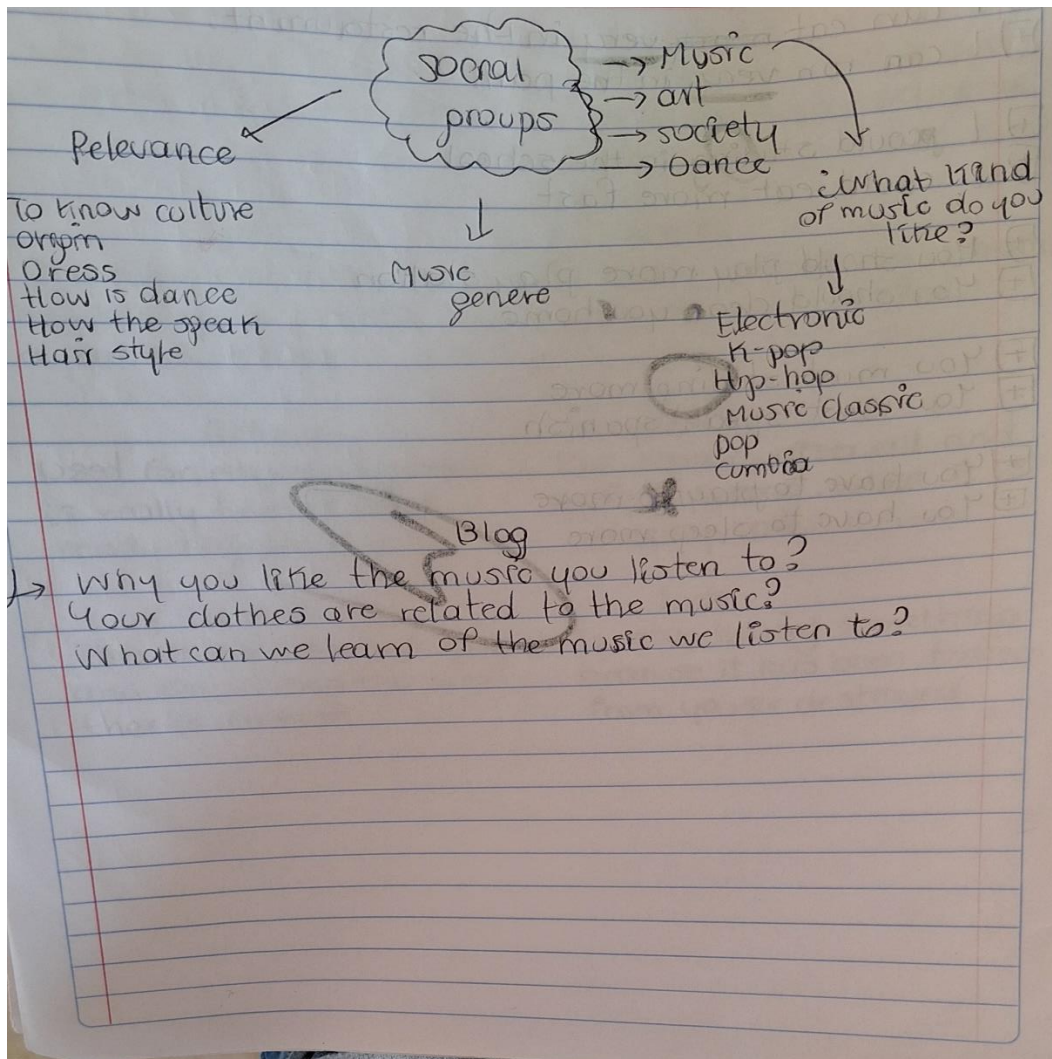 social
groups
→ Music
→ art
→ society
→ Dance
Relevance
To know culture
Origin
Dress
How is dance
How the speak
Hair style
Music
genere
¿What kind
of music do you
like?
Electronic
K-pop
Hip-hop
Music classic
pop
cumbia
Blog
Why you like the music you listen to?
Your clothes are related to the music?
What can we learn of the music we listen to?